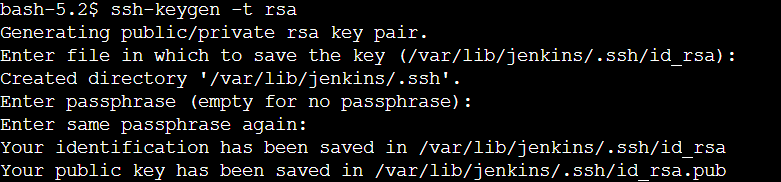 bash-5.2$ ssh-keygen -t rsa
Generating public/private rsa key pair.
Enter file in which to save the key (/var/lib/jenkins/.ssh/id_rsa):
Created directory '/var/lib/jenkins/.ssh'.
Enter passphrase (empty for no passphrase):
Enter same passphrase again:
Your identification has been saved in /var/lib/jenkins/.ssh/id_rsa
Your public key has been saved in /var/lib/jenkins/.ssh/id_rsa.pub